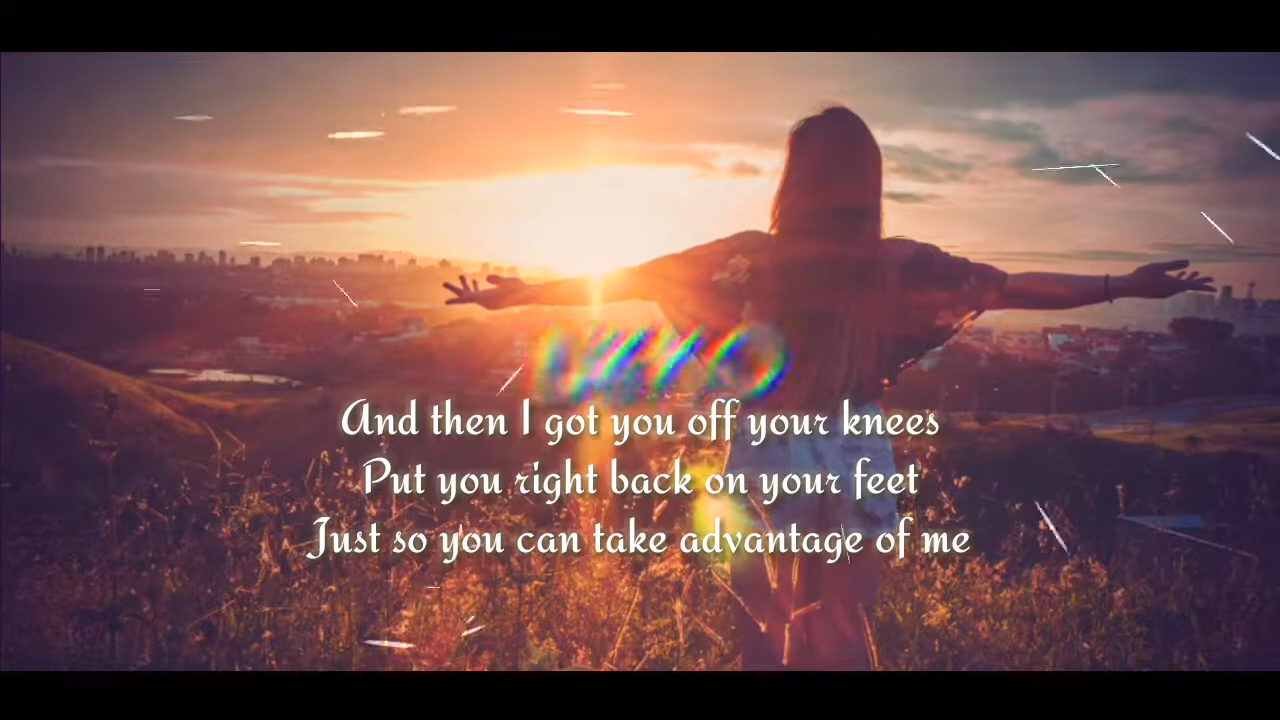 And then I got you off your knees
Put you right back on your feet
Just so you can take advantage of me